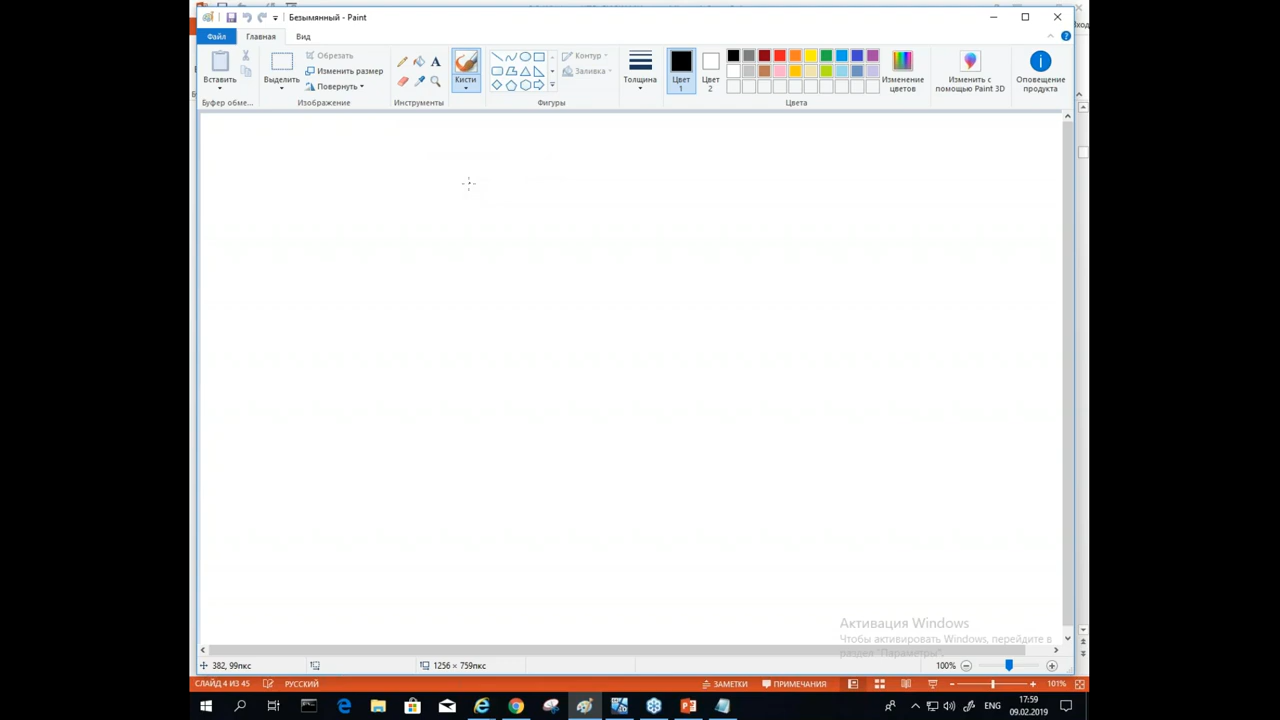 Безымянный - Paint
Файл
Главная
Вид
Вставить
Буфер обме...
Выделить
Обрезать
Изменить размер
Повернуть
Изображение
Инструменты
Кисти
Контур
Заливка
Фигуры
Толщина
Цвет 1
Цвет 2
Цвета
Изменение цветов
Изменить с помощью Paint 3D
Оповещение продукта
Вход
Активация Windows
Чтобы активировать Windows, перейдите в
раздел "Параметры".
382, 99пкс
1256 × 759пкс
100%
СЛАЙД 4 ИЗ 45
РУССКИЙ
ЗАМЕТКИ
ПРИМЕЧАНИЯ
101%
ENG
17:59
09.02.2019